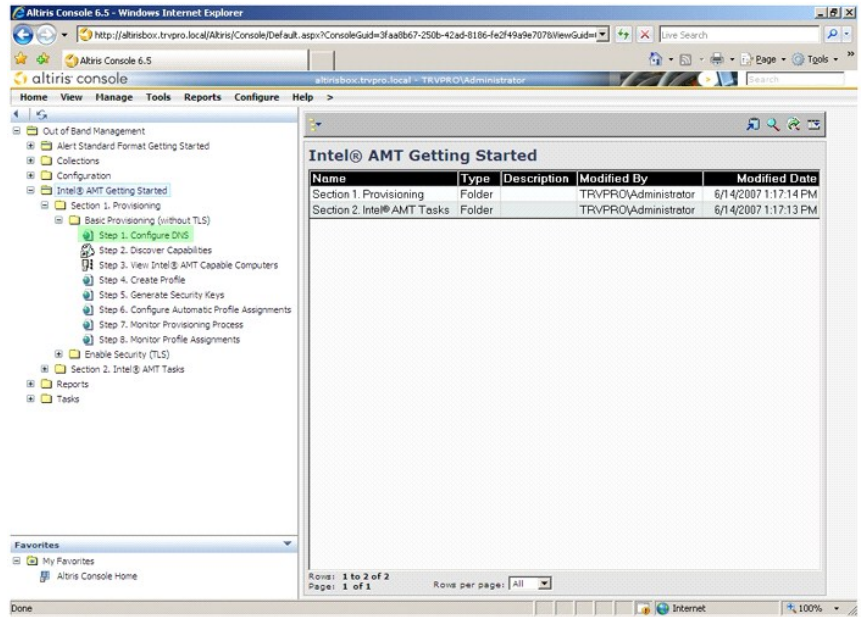 Altiris Console 6.5 - Windows Internet Explorer
http://altirisbox.trvpro.local/Altiris/Console/Default.aspx?ConsoleGuid=3faa8b67-250b-42ad-8186-fe2f49a9e707&ViewGuid=
Live Search
Altiris Console 6.5
Page
Tools
altiris console
altirisbox.trvpro.local - TRVPRO\Administrator
Search
Home View Manage Tools Reports Configure Help >
Out of Band Management
Alert Standard Format Getting Started
Collections
Configuration
Intel® AMT Getting Started
Section 1. Provisioning
Basic Provisioning (without TLS)
Step 1. Configure DNS
Step 2. Discover Capabilities
Step 3. View Intel® AMT Capable Computers
Step 4. Create Profile
Step 5. Generate Security Keys
Step 6. Configure Automatic Profile Assignments
Step 7. Monitor Provisioning Process
Step 8. Monitor Profile Assignments
Enable Security (TLS)
Section 2. Intel® AMT Tasks
Reports
Tasks
Intel® AMT Getting Started
Name Type Description Modified By Modified Date
Section 1. Provisioning Folder TRVPRO\Administrator 6/14/2007 1:17:14 PM
Section 2. Intel® AMT Tasks Folder TRVPRO\Administrator 6/14/2007 1:17:13 PM
Favorites
My Favorites
Altris Console Home
Rows: 1 to 2 of 2
Page: 1 of 1
Rows per page: All
Done
Internet
100%